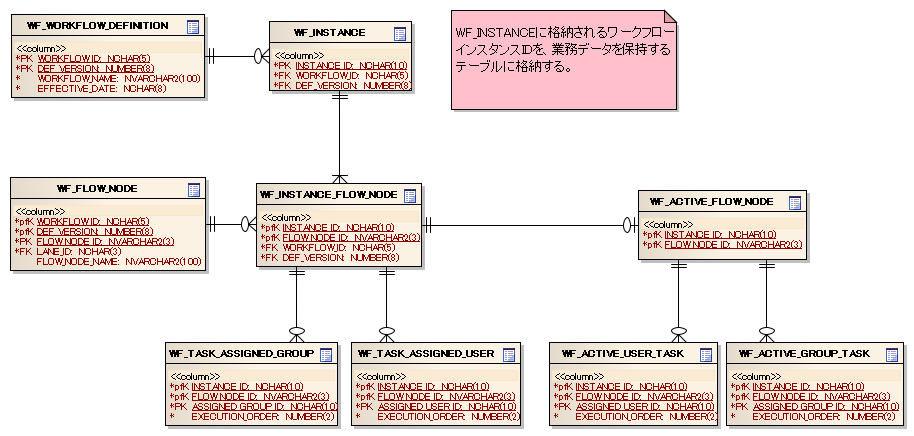 WF_WORKFLOW_DEFINITION
<<column>>
*PK WORKFLOW_ID: NCHAR(5)
*PK DEF_VERSION: NUMBER(8)
* WORKFLOW_NAME: NVARCHAR2(100)
* EFFECTIVE_DATE: NCHAR(8)
WF_INSTANCE
<<column>>
*PK INSTANCE_ID: NCHAR(10)
*FK WORKFLOW_ID: NCHAR(5)
*FK DEF_VERSION: NUMBER(8)
WF_INSTANCEに格納されるワークフロー
インスタンスIDを、業務データを保持する
テーブルに格納する。
WF_FLOW_NODE
<<column>>
*pfK WORKFLOW_ID: NCHAR(5)
*pfK DEF_VERSION: NUMBER(8)
*PK FLOW_NODE_ID: NVARCHAR2(3)
*FK LANE_ID: NCHAR(3)
FLOW_NODE_NAME: NVARCHAR2(100)
WF_INSTANCE_FLOW_NODE
<<column>>
*pfK INSTANCE_ID: NCHAR(10)
*pfK FLOW_NODE_ID: NVARCHAR2(3)
*FK WORKFLOW_ID: NCHAR(5)
*FK DEF_VERSION: NUMBER(8)
WF_ACTIVE_FLOW_NODE
<<column>>
*pfK INSTANCE_ID: NCHAR(10)
*pfK FLOW_NODE_ID: NVARCHAR2(3)
WF_TASK_ASSIGNED_GROUP
<<column>>
*pfK INSTANCE_ID: NCHAR(10)
*pfK FLOW_NODE_ID: NVARCHAR2(3)
*PK ASSIGNED_GROUP_ID: NCHAR(10)
* EXECUTION_ORDER: NUMBER(2)
WF_TASK_ASSIGNED_USER
<<column>>
*pfK INSTANCE_ID: NCHAR(10)
*pfK FLOW_NODE_ID: NVARCHAR2(3)
*PK ASSIGNED_USER_ID: NCHAR(10)
* EXECUTION_ORDER: NUMBER(2)
WF_ACTIVE_USER_TASK
<<column>>
*pfK INSTANCE_ID: NCHAR(10)
*pfK FLOW_NODE_ID: NVARCHAR2(3)
*PK ASSIGNED_USER_ID: NCHAR(10)
* EXECUTION_ORDER: NUMBER(2)
WF_ACTIVE_GROUP_TASK
<<column>>
*pfK INSTANCE_ID: NCHAR(10)
*pfK FLOW_NODE_ID: NVARCHAR2(3)
*PK ASSIGNED_GROUP_ID: NCHAR(10)
* EXECUTION_ORDER: NUMBER(2)